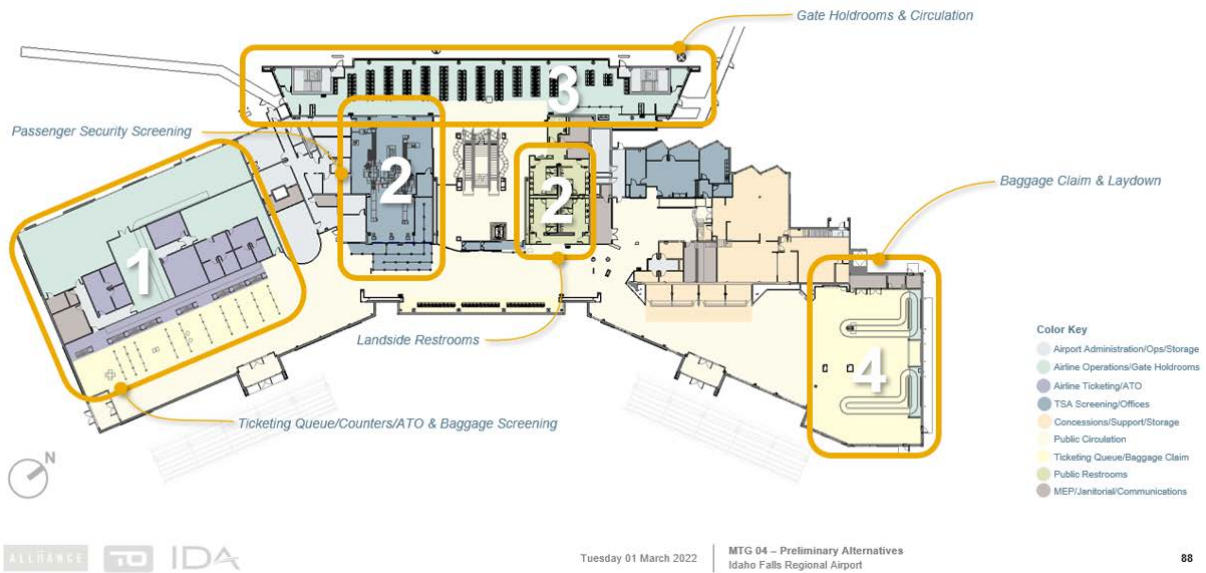 Gate Holdrooms & Circulation
3
Passenger Security Screening
2
2
Baggage Claim & Laydown
1
Landside Restrooms
4
Color Key
Airport Administration/Ops/Storage
Airline Operations/Gate Holdrooms
Airline Ticketing/ATO
TSA Screening/Offices
Concessions/Support/Storage
Public Circulation
Ticketing Queue/Baggage Claim
Public Restrooms
MEP/Janitorial/Communications
Ticketing Queue/Counters/ATO & Baggage Screening
N
ALLIIANCE
TO
IDA
Tuesday 01 March 2022
MTG 04 – Preliminary Alternatives
Idaho Falls Regional Airport
88